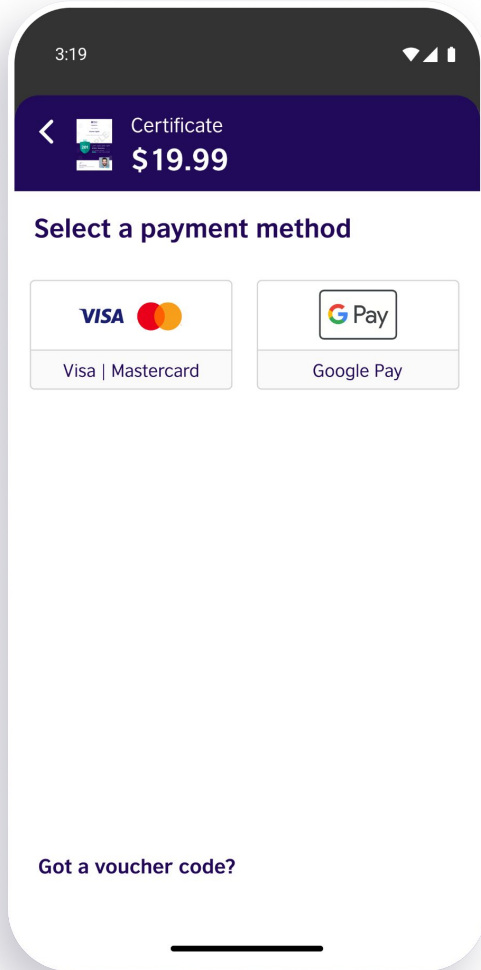 3:19
Certificate
$19.99
Select a payment method
VISA
G Pay
Visa | Mastercard
Google Pay
Got a voucher code?